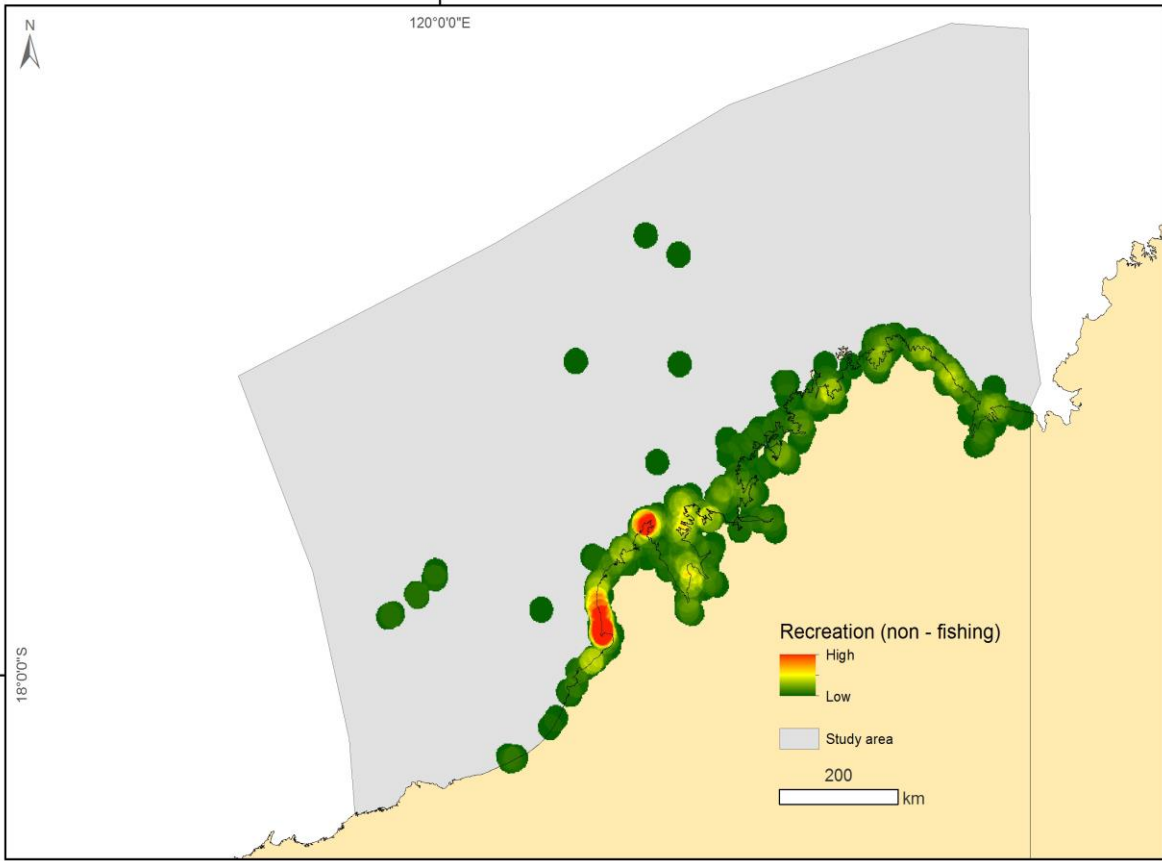 N
120°0'0"E
18°0'0"S
Recreation (non - fishing)
High
Low
Study area
200
km